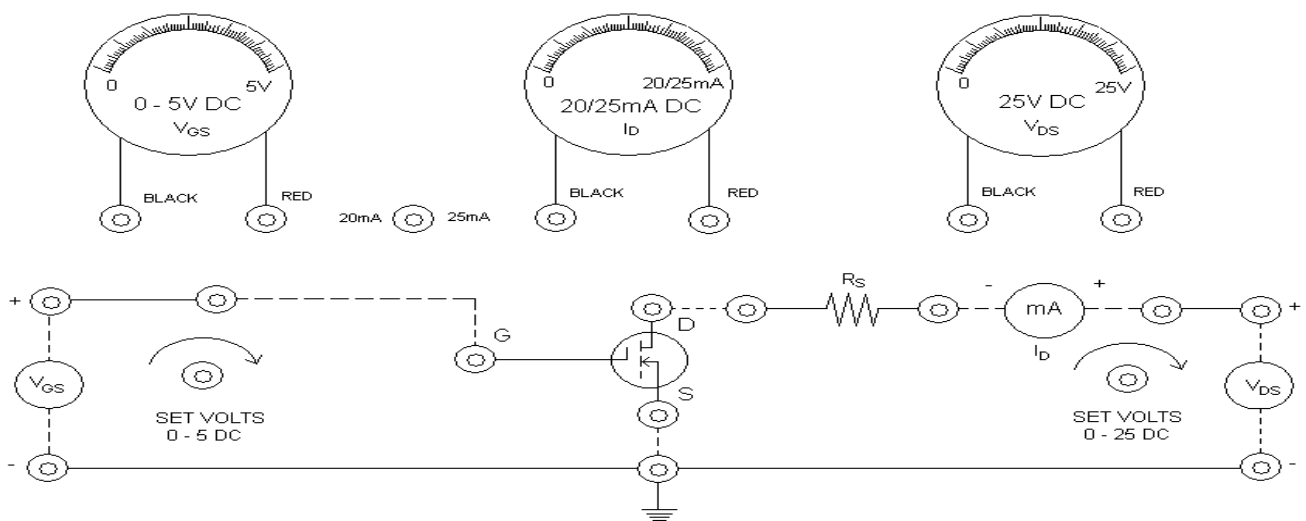 0 5V
0 - 5V DC
VGS
BLACK RED
20mA 25mA
0 20/25mA
20/25mA DC
ID
BLACK RED
0 25V
25V DC
VDS
BLACK RED
+
VGS
-
SET VOLTS
0 - 5 DC
G
D
S
RS
- +
mA
ID
SET VOLTS
0 - 25 DC
+
VDS
-